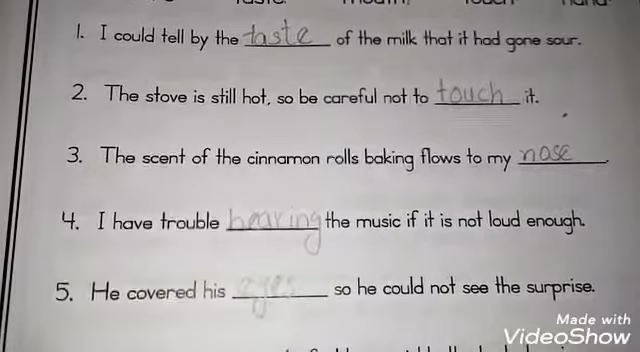 1. I could tell by the taste of the milk that it had gone sour.
2. The stove is still hot, so be careful not to touch it.
3. The scent of the cinnamon rolls baking flows to my nose.
4. I have trouble hearing the music if it is not loud enough.
5. He covered his eyes so he could not see the surprise.
Made with
VideoShow